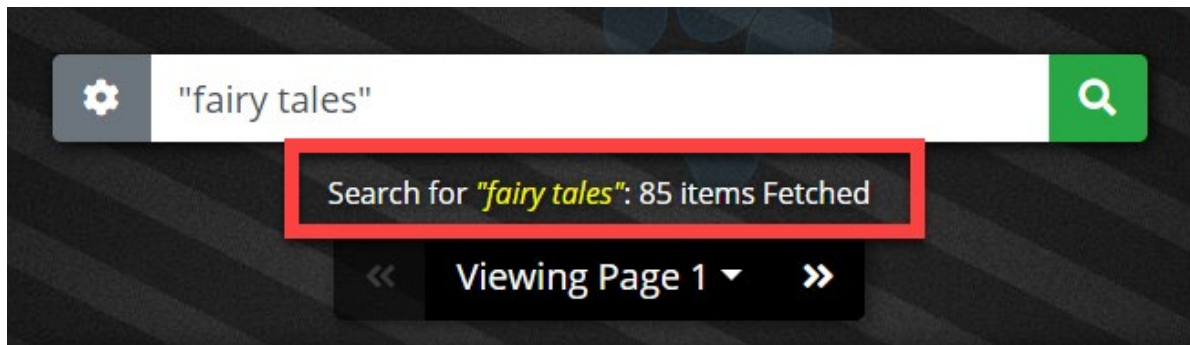 "fairy tales"
Search for "fairy tales": 85 items Fetched
« Viewing Page 1 »